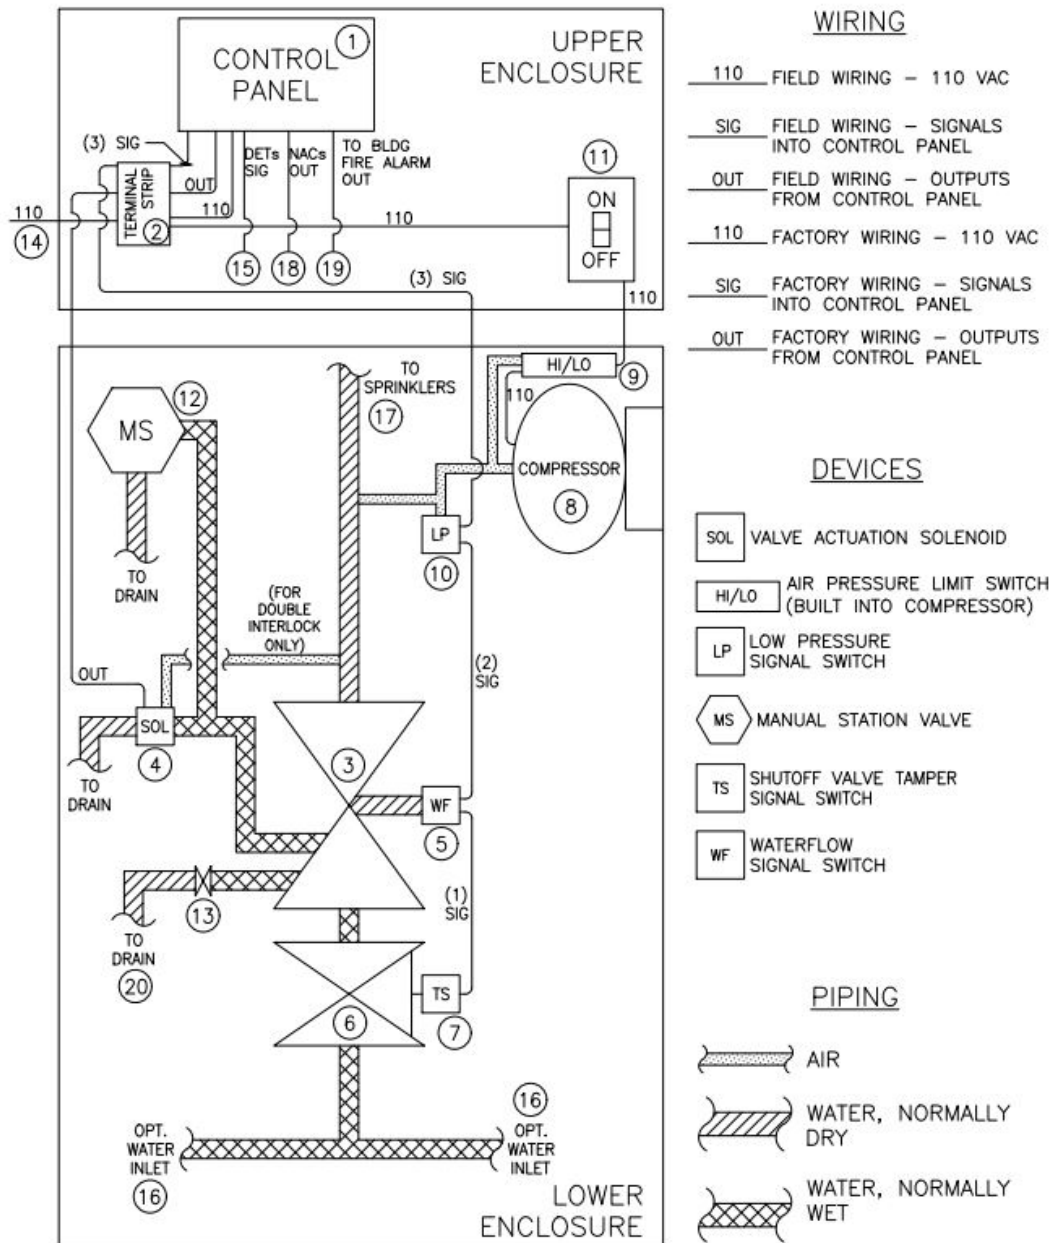 UPPER
ENCLOSURE
1
CONTROL
PANEL
(3) SIG
TERMINAL
STRIP
2
OUT
110
110
14
DETs
SIG
NACs
OUT
TO BLDG
FIRE ALARM
OUT
15
18
19
110
11
ON
OFF
110
(3) SIG
LOWER
ENCLOSURE
MS
12
TO
DRAIN
TO
SPRINKLERS
17
HI/LO
9
110
COMPRESSOR
8
LP
10
(FOR
DOUBLE
INTERLOCK
ONLY)
OUT
SOL
4
TO
DRAIN
(2)
SIG
3
WF
5
13
TO
DRAIN
20
(1)
SIG
6
TS
7
OPT.
WATER
INLET
16
16
OPT.
WATER
INLET
WIRING
110 FIELD WIRING – 110 VAC
SIG FIELD WIRING – SIGNALS
INTO CONTROL PANEL
OUT FIELD WIRING – OUTPUTS
FROM CONTROL PANEL
110 FACTORY WIRING – 110 VAC
SIG FACTORY WIRING – SIGNALS
INTO CONTROL PANEL
OUT FACTORY WIRING – OUTPUTS
FROM CONTROL PANEL
DEVICES
SOL VALVE ACTUATION SOLENOID
HI/LO AIR PRESSURE LIMIT SWITCH
(BUILT INTO COMPRESSOR)
LP LOW PRESSURE
SIGNAL SWITCH
MS MANUAL STATION VALVE
TS SHUTOFF VALVE TAMPER
SIGNAL SWITCH
WF WATERFLOW
SIGNAL SWITCH
PIPING
AIR
WATER, NORMALLY
DRY
WATER, NORMALLY
WET